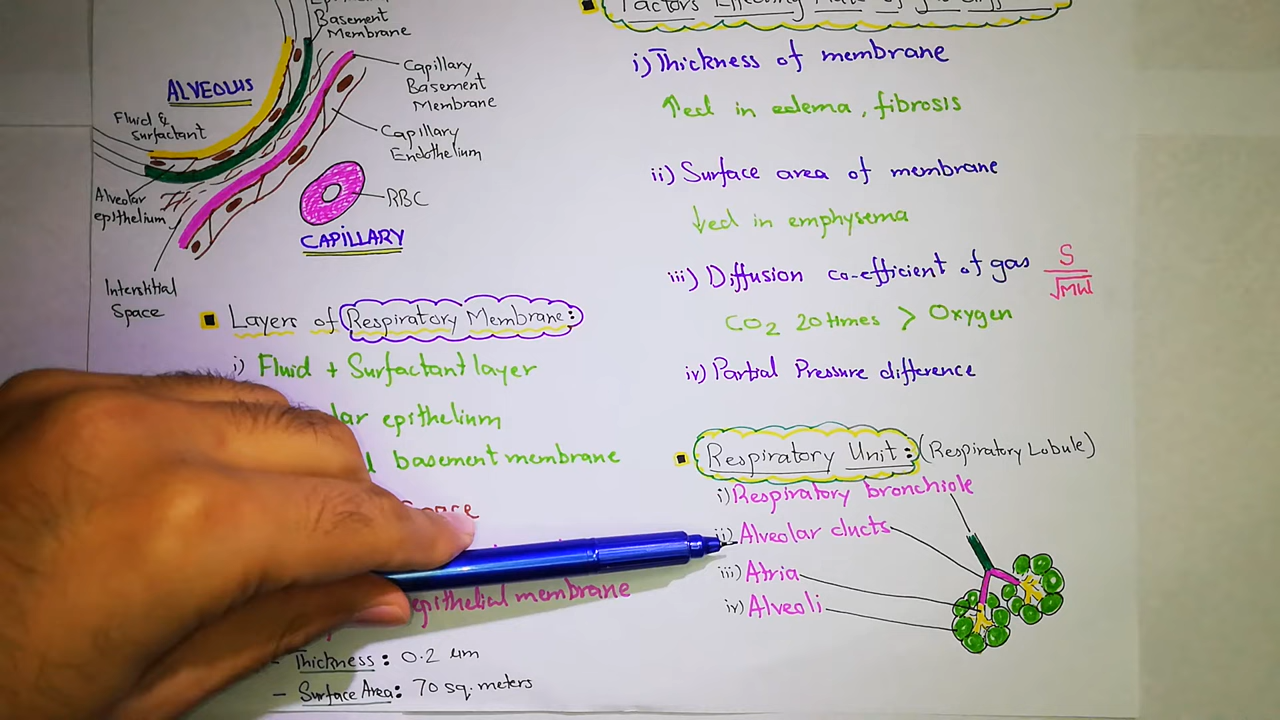 Basement
Membrane
ALVEOLUS
Fluid &
surfactant
Alveolar
epithelium
Interstitial
Space
Capillary
Basement
Membrane
Capillary
Endothelium
RBC
CAPILLARY
Layers of Respiratory Membrane:
i) Fluid + Surfactant layer
epithelium
basement membrane
epithelial membrane
- Thickness: 0.2 um
- Surface Area: 70 sq. meters
i) Thickness of membrane
↑ed in edema, fibrosis
ii) Surface area of membrane
↓ed in emphysema
iii) Diffusion co-efficient of gas S/√MW
CO2 20 times > Oxygen
iv) Partial Pressure difference
Respiratory Unit: (Respiratory Lobule)
i) Respiratory bronchiole
ii) Alveolar ducts
iii) Atria
iv) Alveoli